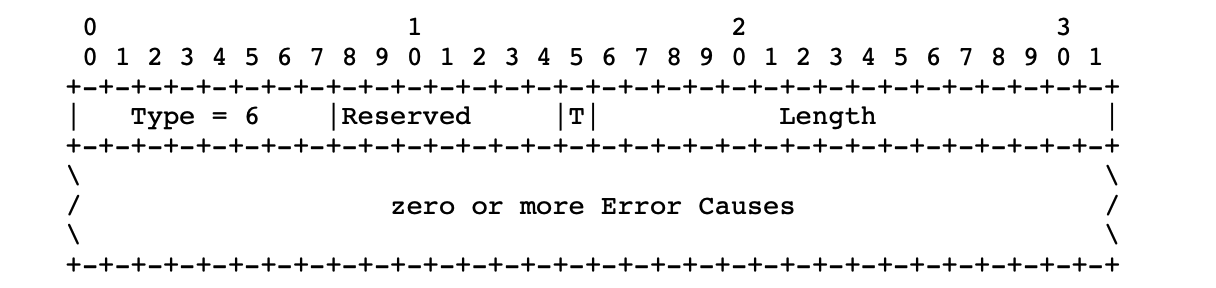 0                   1                   2                   3
 0 1 2 3 4 5 6 7 8 9 0 1 2 3 4 5 6 7 8 9 0 1 2 3 4 5 6 7 8 9 0 1
+-+-+-+-+-+-+-+-+-+-+-+-+-+-+-+-+-+-+-+-+-+-+-+-+-+-+-+-+-+-+-+-+
|   Type = 6    |Reserved     |T|           Length              |
+-+-+-+-+-+-+-+-+-+-+-+-+-+-+-+-+-+-+-+-+-+-+-+-+-+-+-+-+-+-+-+-+
\                                                               \
/                   zero or more Error Causes                   /
\                                                               \
+-+-+-+-+-+-+-+-+-+-+-+-+-+-+-+-+-+-+-+-+-+-+-+-+-+-+-+-+-+-+-+-+